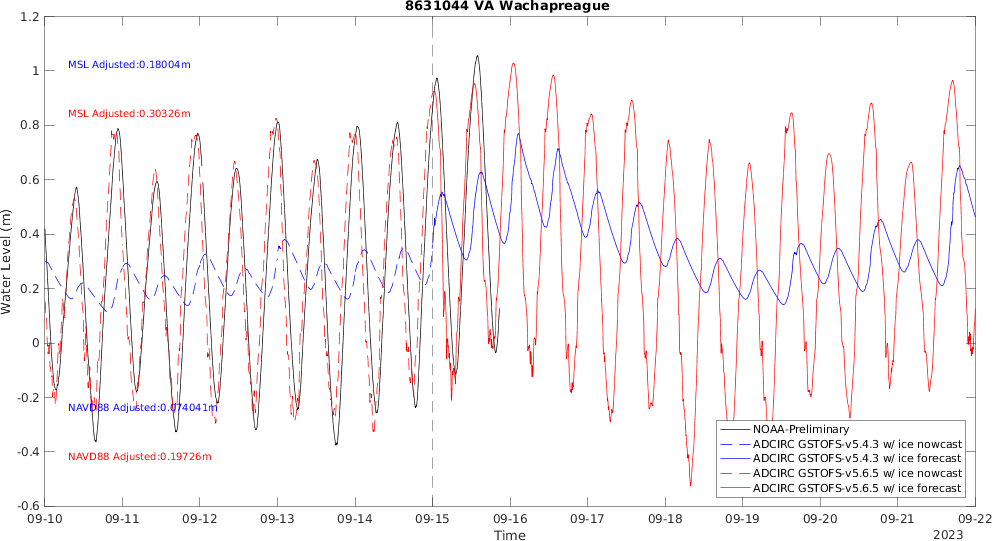 8631044 VA Wachapreague
1.2
1
0.8
0.6
0.4
0.2
0
-0.2
-0.4
-0.6
Water Level (m)
MSL Adjusted:0.18004m
MSL Adjusted:0.30326m
NAVD88 Adjusted:0.074041m
NAVD88 Adjusted:0.19726m
NOAA-Preliminary
ADCIRC GSTOFS-v5.4.3 w/ ice nowcast
ADCIRC GSTOFS-v5.4.3 w/ ice forecast
ADCIRC GSTOFS-v5.6.5 w/ ice nowcast
ADCIRC GSTOFS-v5.6.5 w/ ice forecast
09-10 09-11 09-12 09-13 09-14 09-15 09-16 09-17 09-18 09-19 09-20 09-21 09-22
Time
2023